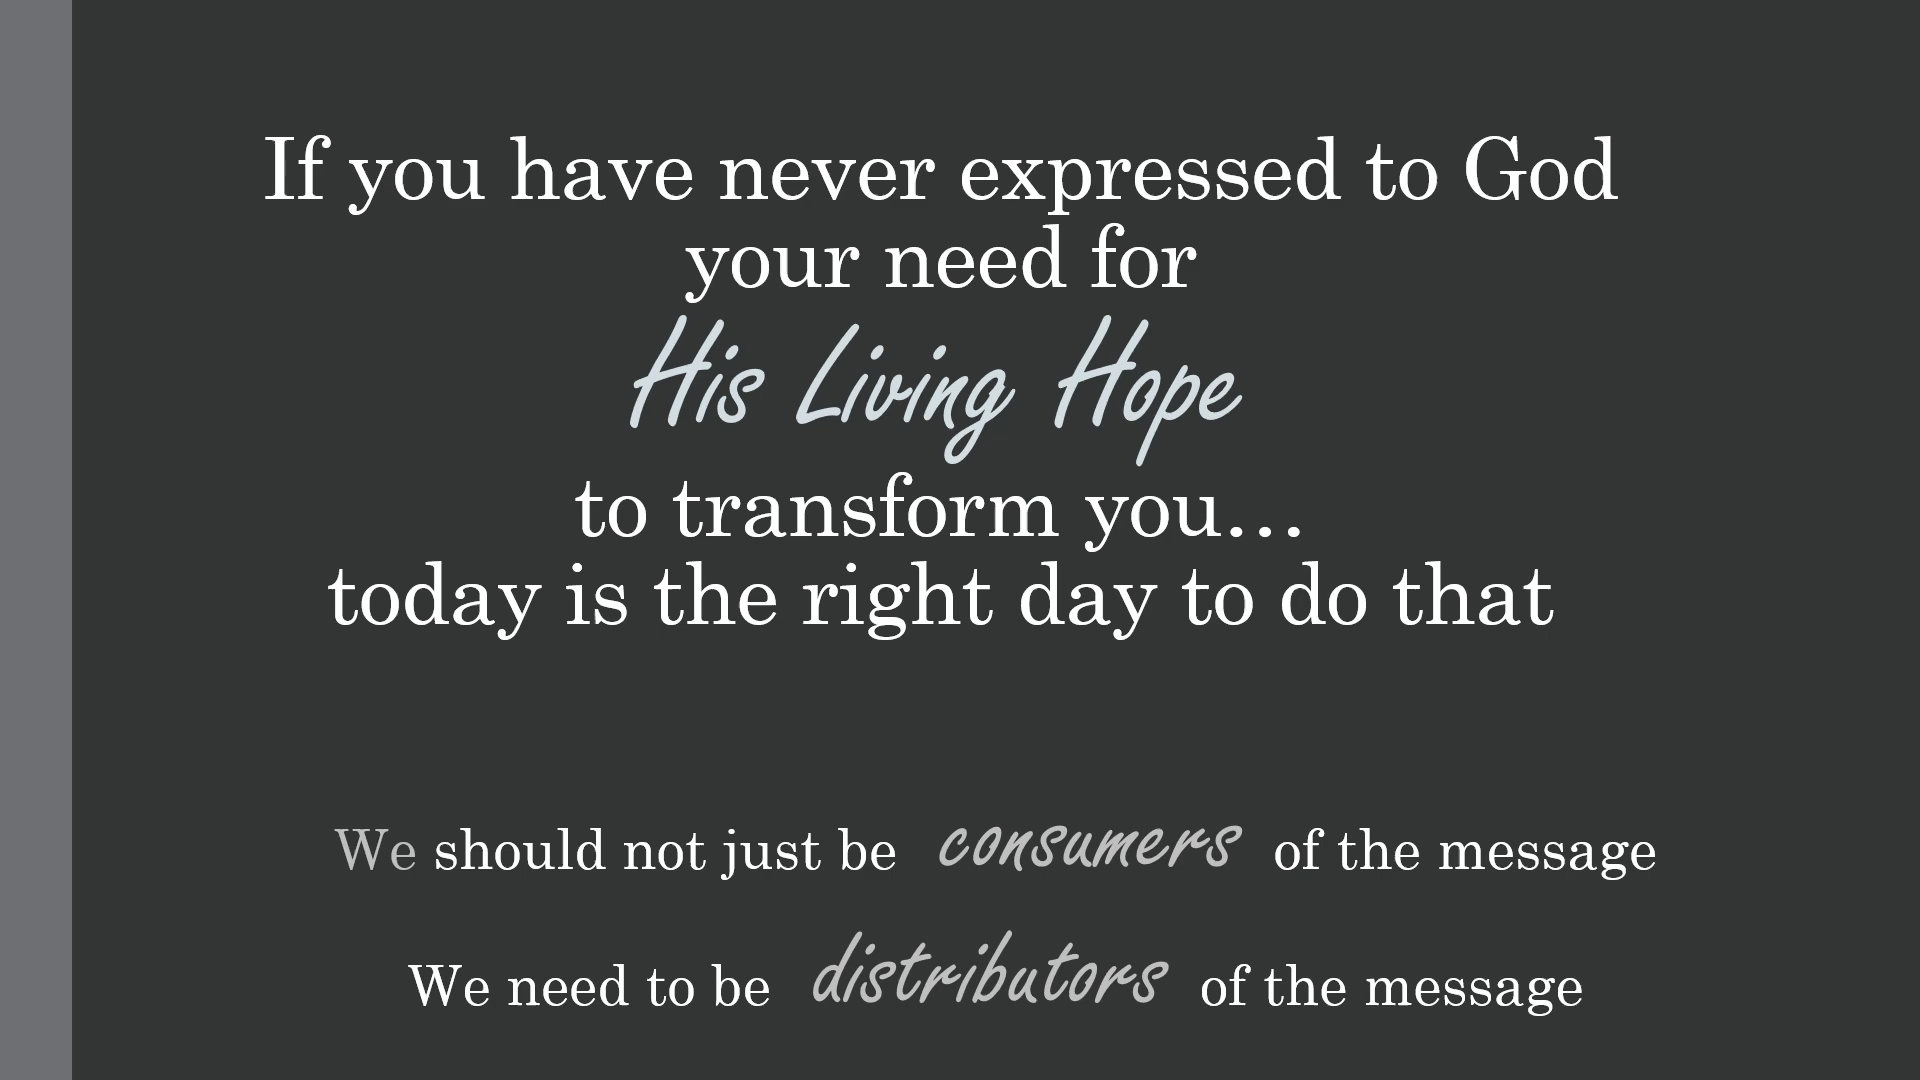 If you have never expressed to God
your need for
His Living Hope
to transform you…
today is the right day to do that
We should not just be consumers of the message
We need to be distributors of the message